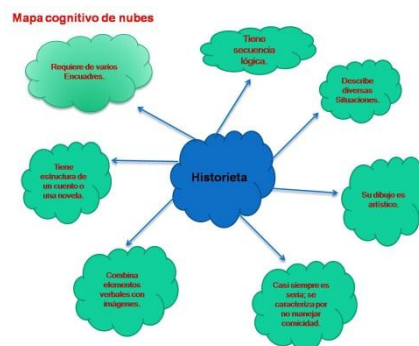 Mapa cognitivo de nubes
Requiere de varios
Encuadres.
Tiene
secuencia
lógica.
Describe
diversas
Situaciones.
Tiene
estructura de
un cuento o
una novela.
Historieta
Su dibujo es
artístico.
Combina
elementos
verbales con
imágenes.
Casi siempre es
seria; se
caracteriza por
no manejar
comicidad.